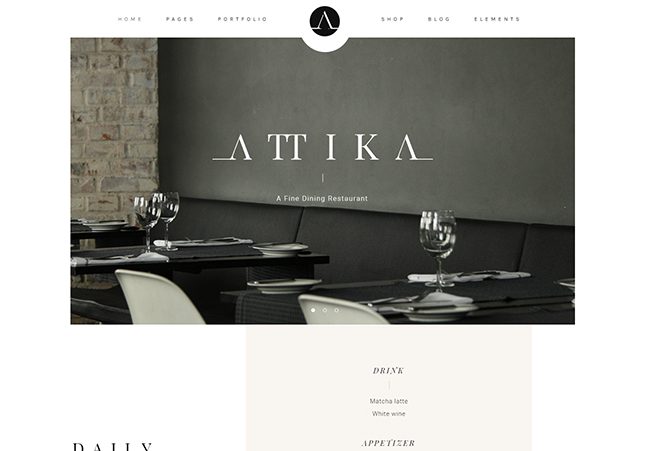 HOME PAGES PORTFOLIO A SHOP BLOG ELEMENTS
ATTIKA
A Fine Dining Restaurant
DRINK
Matcha latte
White wine
DAILY
APPETIZER